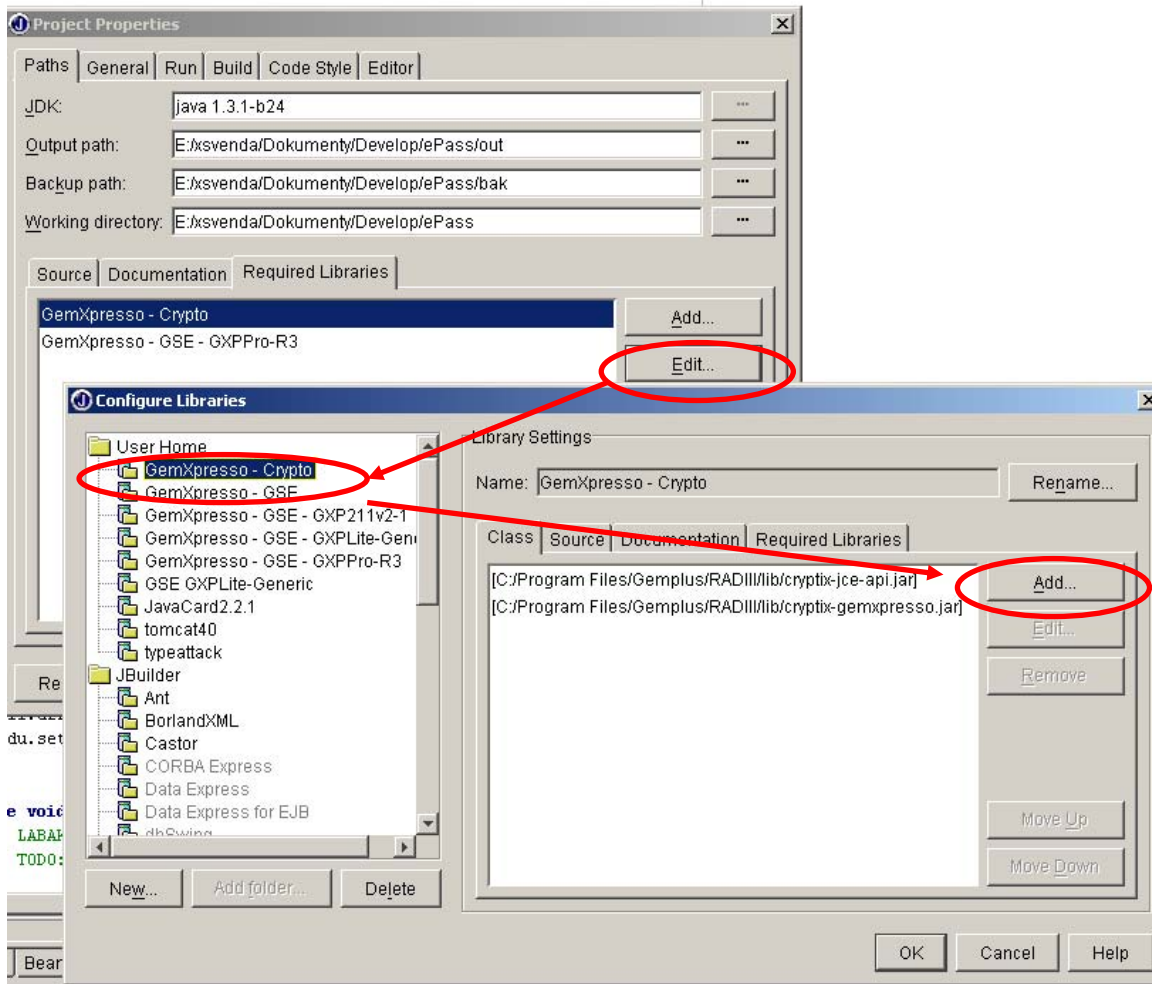 Project Properties
Paths General Run Build Code Style Editor
JDK: java 1.3.1-b24 ...
Output path: E:/xsvenda/Dokumenty/Develop/ePass/out ...
Backup path: E:/xsvenda/Dokumenty/Develop/ePass/bak ...
Working directory: E:/xsvenda/Dokumenty/Develop/ePass ...
Source Documentation Required Libraries
GemXpresso - Crypto
GemXpresso - GSE - GXPPro-R3
Add...
Edit...
Configure Libraries
User Home
GemXpresso - Crypto
GemXpresso - GSE
GemXpresso - GSE - GXP211v2-1
GemXpresso - GSE - GXPLite-Gen
GemXpresso - GSE - GXPPro-R3
GSE GXPLite-Generic
JavaCard2.2.1
tomcat40
typeattack
JBuilder
Ant
BorlandXML
Castor
CORBA Express
Data Express
Data Express for EJB
dbSwing
New... Add folder... Delete
Library Settings
Name: GemXpresso - Crypto Rename...
Class Source Documentation Required Libraries
[C:/Program Files/Gemplus/RADIII/lib/cryptix-jce-api.jar]
[C:/Program Files/Gemplus/RADIII/lib/cryptix-gemxpresso.jar]
Add...
Edit...
Remove
Move Up
Move Down
OK Cancel Help
Re
du.set
e void
LABAK
TODO:
Bear